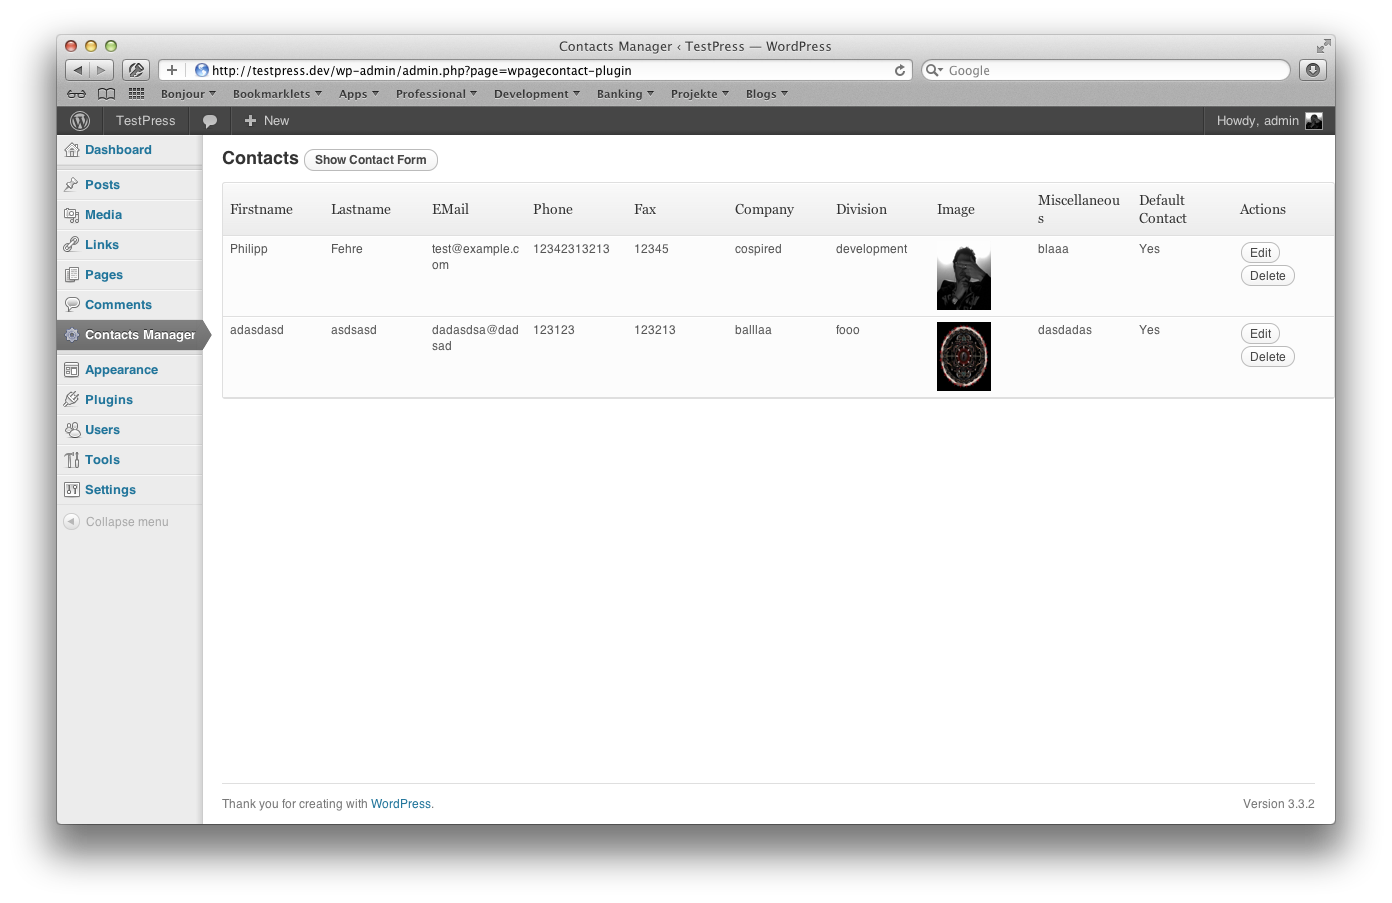 Contacts Manager ‹ TestPress — WordPress
http://testpress.dev/wp-admin/admin.php?page=wpagecontact-plugin
Google
Bonjour Bookmarklets Apps Professional Development Banking Projekte Blogs
TestPress
New
Howdy, admin
Dashboard
Posts
Media
Links
Pages
Comments
Contacts Manager
Appearance
Plugins
Users
Tools
Settings
Collapse menu
Contacts Show Contact Form
Firstname Lastname EMail Phone Fax Company Division Image Miscellaneou Default Actions
s Contact
Philipp Fehre test@example.c 12342313213 12345 cospired development blaaa Yes Edit
om Delete
adasdasd asdsasd dadasdsa@dad 123123 123213 balllaa fooo dasdadas Yes Edit
sad Delete
Thank you for creating with WordPress.
Version 3.3.2